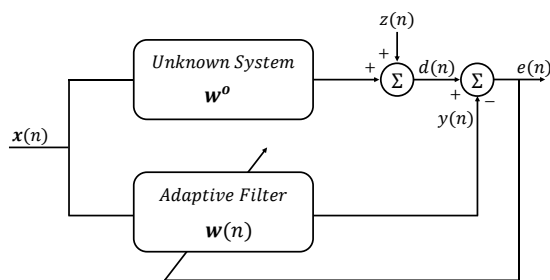 z(n)
+
Unknown System
w^o
+
Σ
d(n)
+
Σ
−
e(n)
y(n)
x(n)
Adaptive Filter
w(n)